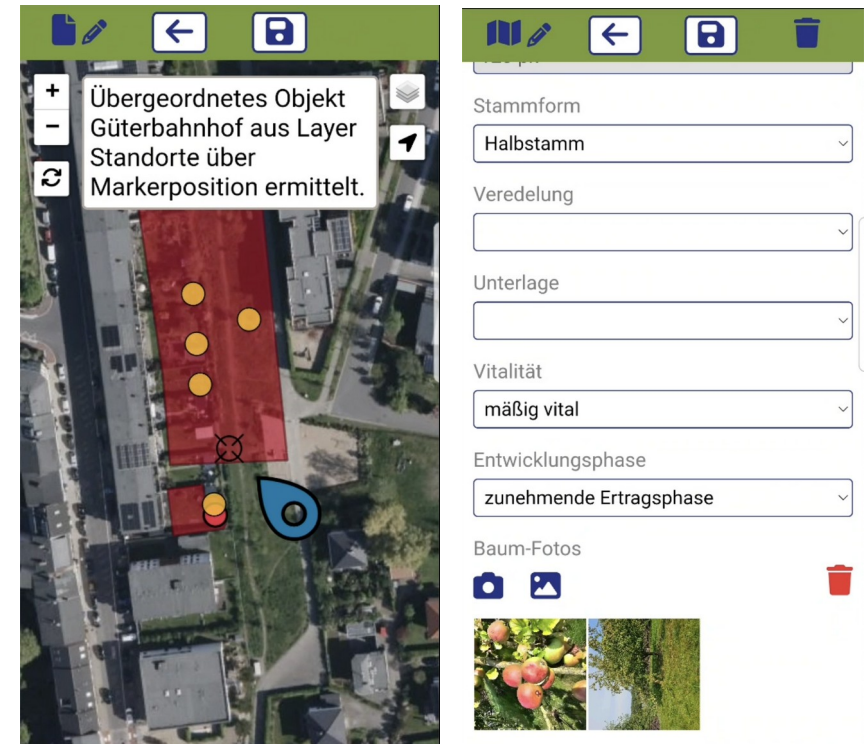 +
−
Übergeordnetes Objekt
Güterbahnhof aus Layer
Standorte über
Markerposition ermittelt.
Stammform
Halbstamm
Veredelung
Unterlage
Vitalität
mäßig vital
Entwicklungsphase
zunehmende Ertragsphase
Baum-Fotos